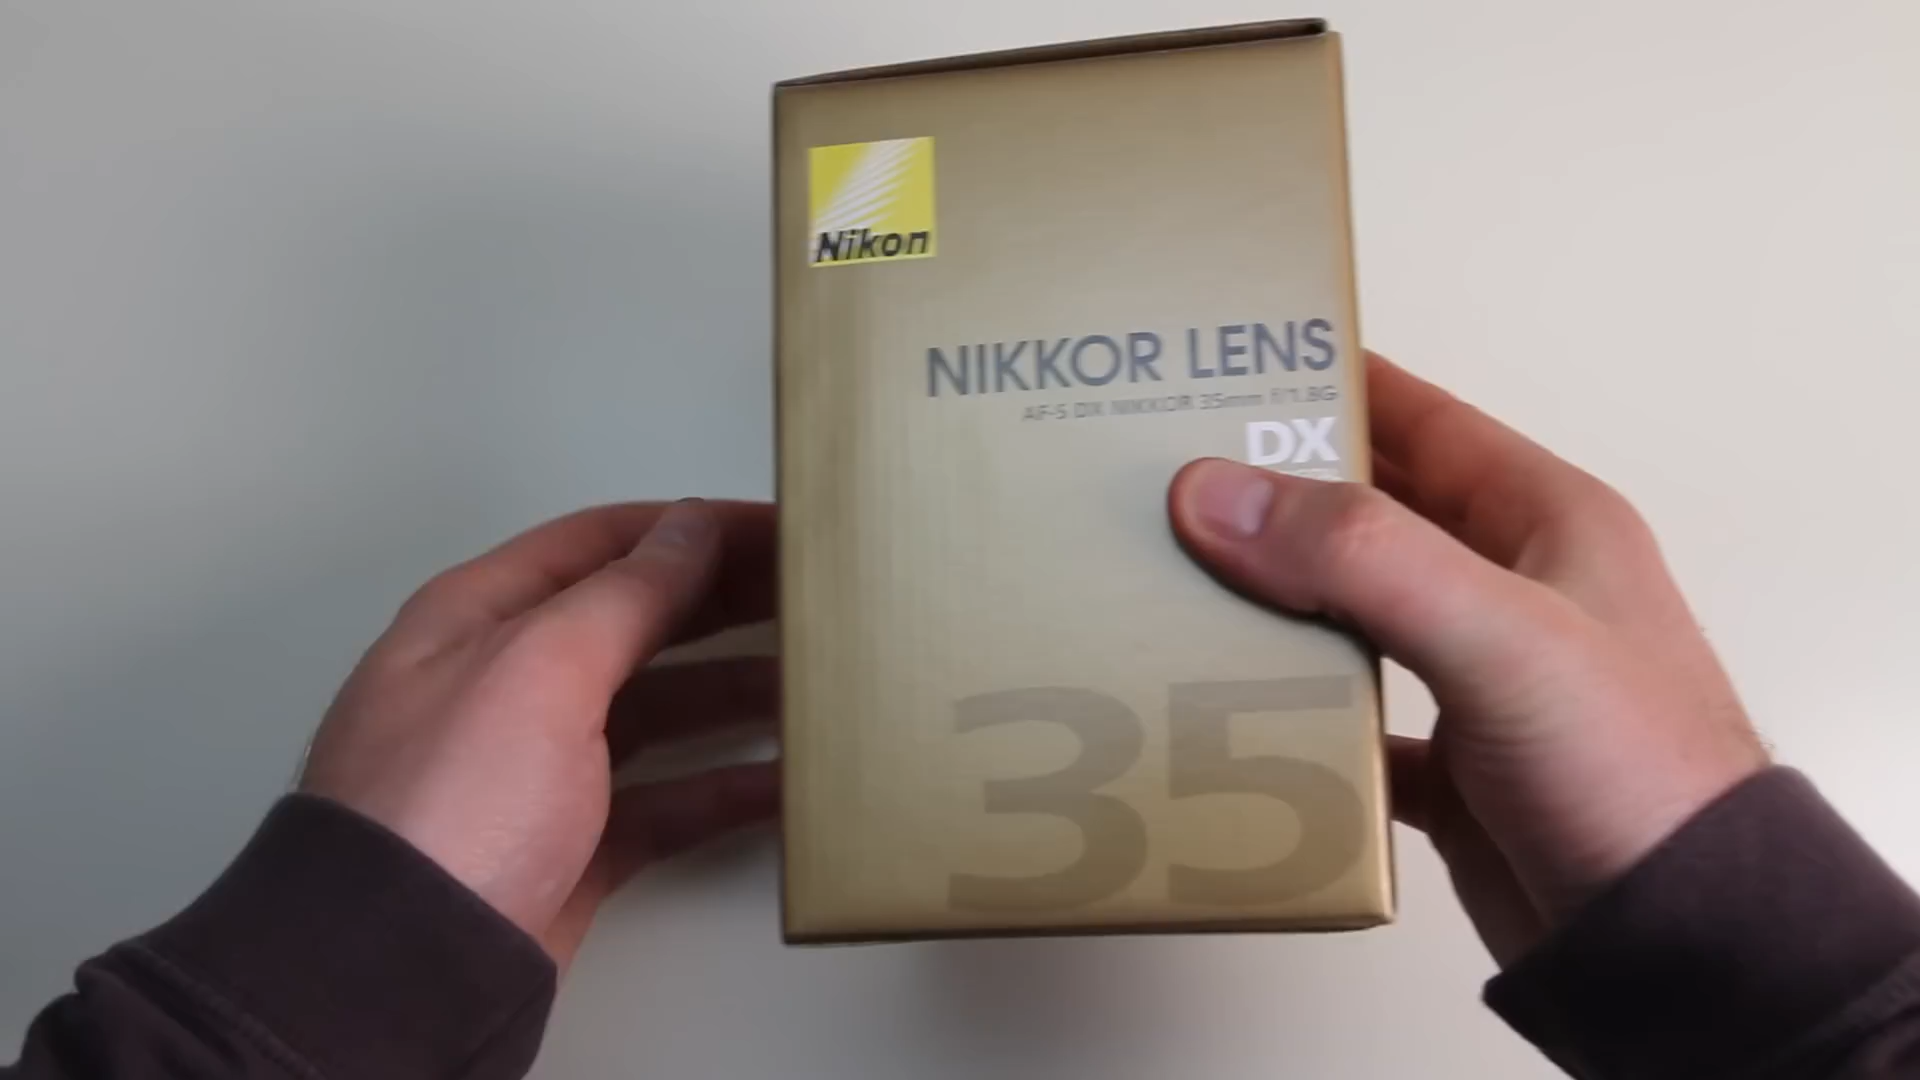 Nikon
NIKKOR LENS
AF-S DX NIKKOR 35mm f/1.8G
DX
35